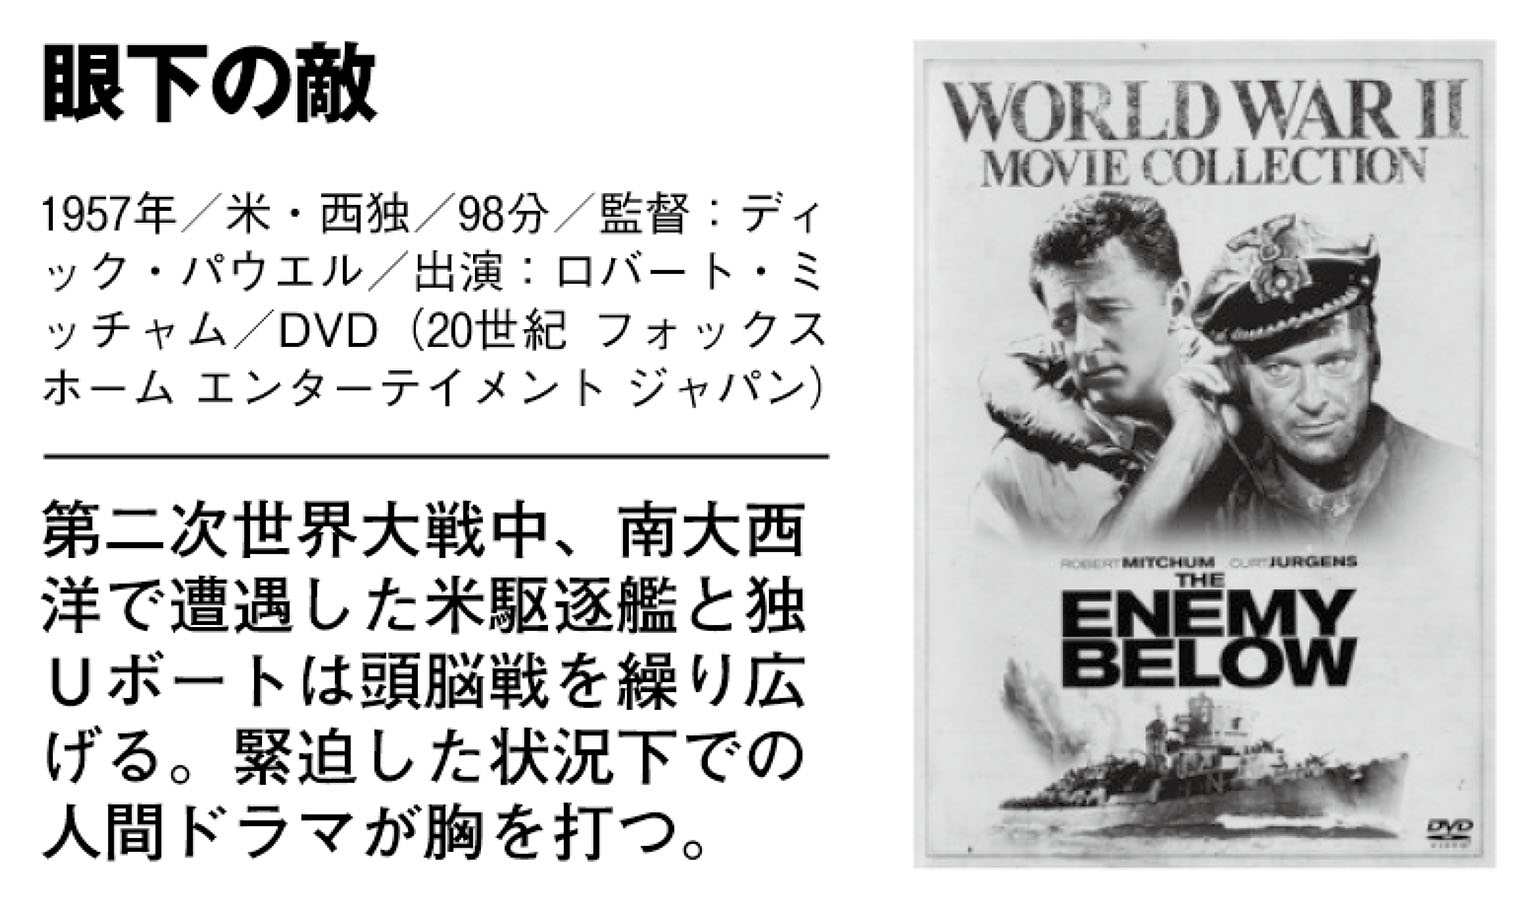 眼下の敵
1957年／米・西独／98分／監督：ディ
ック・パウエル／出演：ロバート・ミ
ッチャム／DVD（20世紀 フォックス
ホーム エンターテイメント ジャパン）
第二次世界大戦中、南大西
洋で遭遇した米駆逐艦と独
Uボートは頭脳戦を繰り広
げる。緊迫した状況下での
人間ドラマが胸を打つ。
WORLD WAR II
MOVIE COLLECTION
ROBERT MITCHUM CURT JURGENS
THE
ENEMY
BELOW
DVD
VIDEO